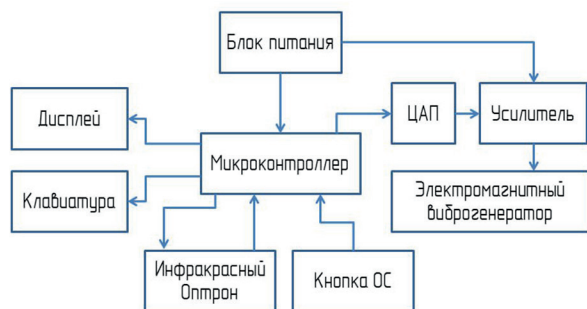 Блок питания
Дисплей
ЦАП
Усилитель
Микроконтроллер
Клавиатура
Электромагнитный
виброгенератор
Инфракрасный
Оптрон
Кнопка ОС